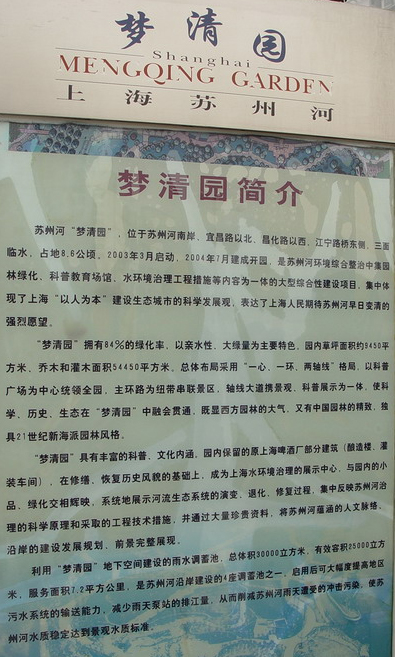 梦清园
Shanghai
MENGQING GARDEN
上海苏州河
梦清园简介
苏州河“梦清园”，位于苏州河南岸，宜昌路以北，昌化路以西，江宁路桥东侧，三面
临水，占地8.6公顷。2003年3月启动，2004年7月建成开园，是苏州河环境综合整治中集园
林绿化、科普教育场馆、水环境治理工程措施等内容为一体的大型综合性建设项目，集中体
现了上海“以人为本”建设生态城市的科学发展观，表达了上海人民期待苏州河早日变清的
强烈愿望。
“梦清园”拥有84%的绿化率，以亲水性、大绿量为主要特色，园内草坪面积约9450平
方米，乔木和灌木面积54450平方米。总体布局采用“一心，一环，两轴线”格局，以科普
广场为中心统领全园，主环路为纽带串联景区，轴线大道携景观，科普展示为一体，使科
学、历史、生态在“梦清园”中融会贯通，既显西方园林的大气，又有中国园林的精致，独
具21世纪新海派园林风格。
“梦清园”具有丰富的科普、文化内涵，园内保留的原上海啤酒厂部分建筑（酿造楼、灌
装车间），在修缮，恢复历史风貌的基础上，成为上海水环境治理的展示中心，与园内的小
品、绿化交相辉映，系统地展示河流生态系统的演变，退化，修复过程，集中反映苏州河治
理的科学原理和采取的工程技术措施，并通过大量珍贵资料，将苏州河蕴涵的人文脉络，
沿岸的建设发展规划，前景完整展现。
利用“梦清园”地下空间建设的雨水调蓄池，总体积30000立方米，有效容积25000立方
米，服务面积7.2平方公里，是苏州河沿岸建设的4座调蓄池之一，启用后可大幅度提高地区
污水系统的输送能力，减少雨天泵站的排江量，从而削减苏州河雨天遭受的冲击污染，使苏
州河水质稳定达到景观水质标准。